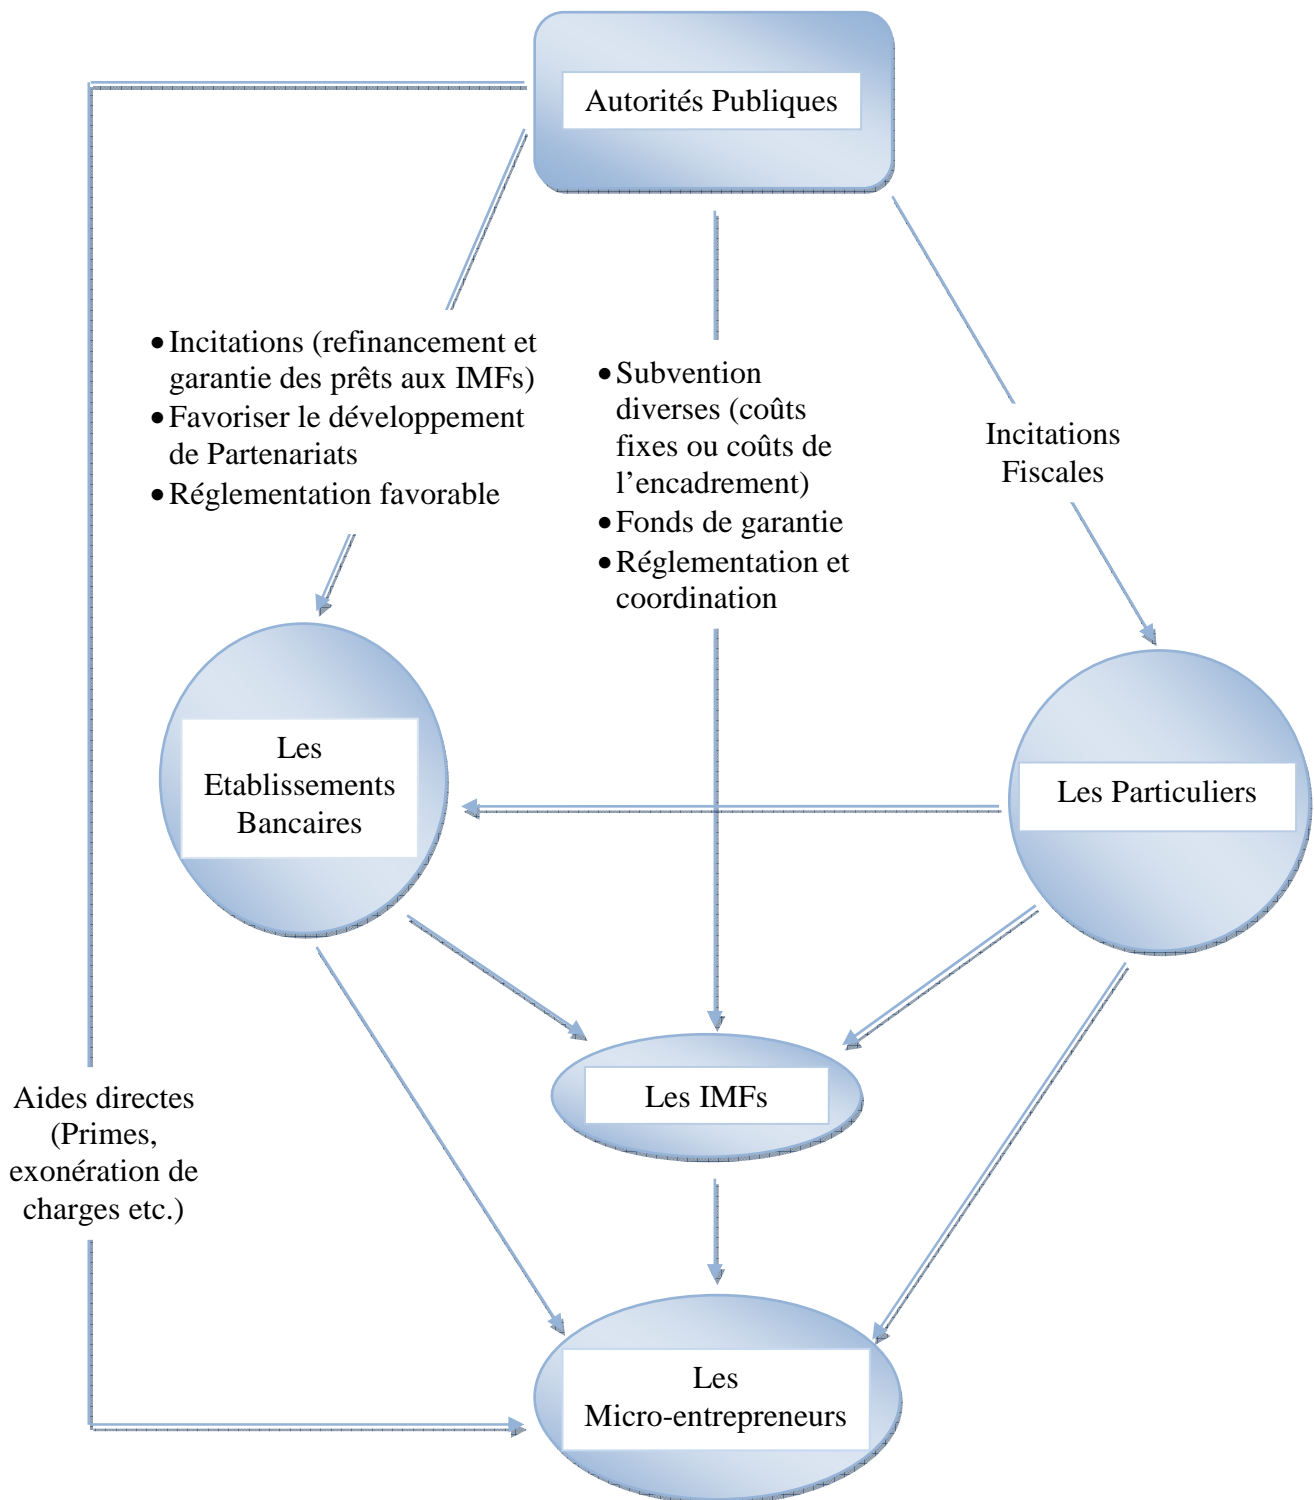 Autorités Publiques
• Incitations (refinancement et
garantie des prêts aux IMFs)
• Favoriser le développement
de Partenariats
• Réglementation favorable
• Subvention
diverses (coûts
fixes ou coûts de
l’encadrement)
• Fonds de garantie
• Réglementation et
coordination
Incitations
Fiscales
Les
Etablissements
Bancaires
Les Particuliers
Les IMFs
Aides directes
(Primes,
exonération de
charges etc.)
Les
Micro-entrepreneurs